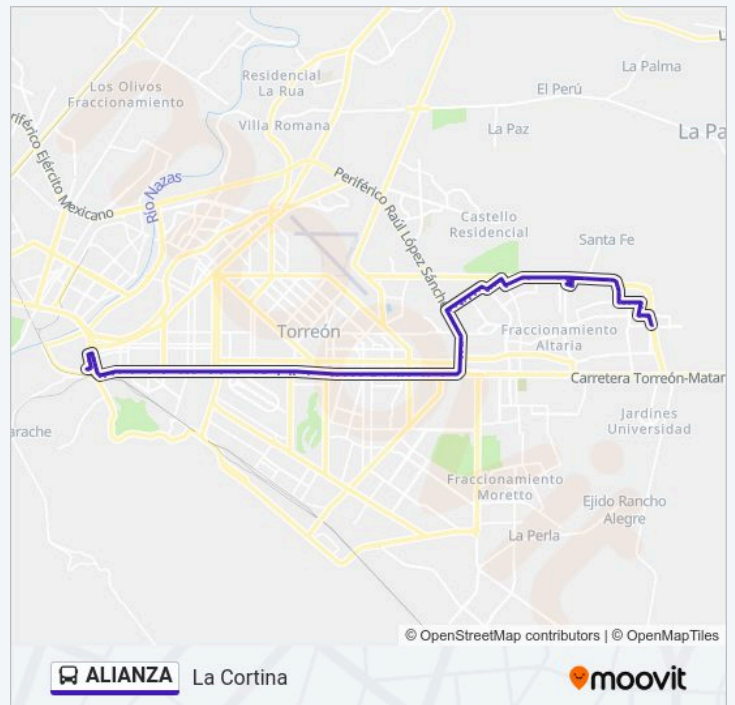 La Palma
Los Olivos
Fraccionamiento
Residencial
La Rua
El Perú
Villa Romana
La Paz
La Pa
Periférico Raúl López Sánche
Río Nazas
Castello
Residencial
Santa Fe
Torreón
Fraccionamiento
Altaria
Carretera Torreón-Matar
Jardines
Universidad
arache
Fraccionamiento
Moretto
Ejido Rancho
Alegre
La Perla
riférico Ejército Mexicano
© OpenStreetMap contributors | © OpenMapTiles
ALIANZA La Cortina
moovit